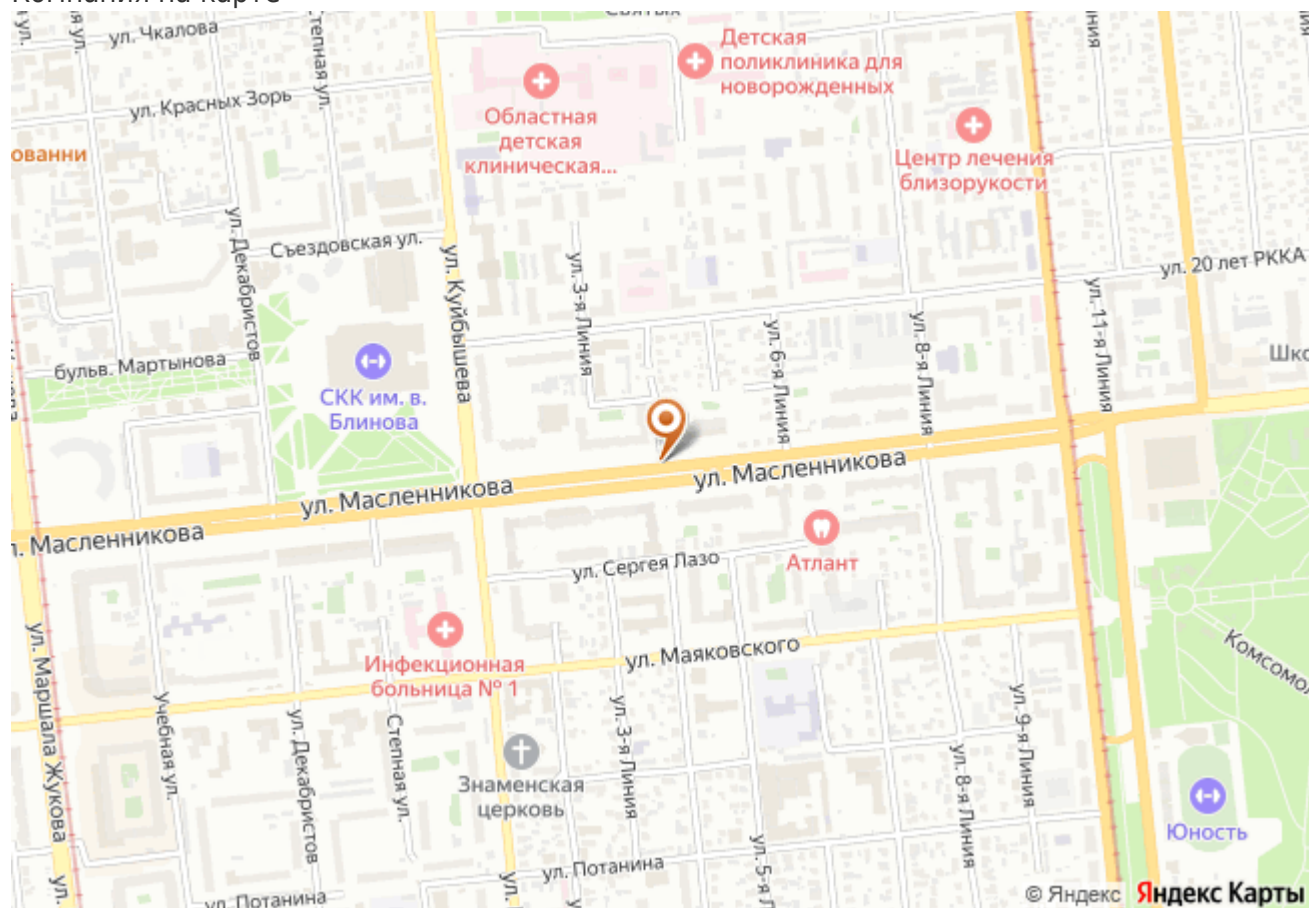 Компания на карте
Святых
ул. Чкалова
Степная ул.
ул. Красных Зорь
Детская
поликлиника для
новорожденных
Областная
детская
клиническая...
Центр лечения
близорукости
ованни
ул. Декабристов
Съездовская ул.
ул. Куйбышева
ул. 3-я Линия
ул. 20 лет РККА
ул. 11-я Линия
ул. 6-я Линия
ул. 8-я Линия
бульв. Мартынова
СКК им. в.
Блинова
ул. Масленникова
ул. Масленникова
л. Масленникова
ул. Сергея Лазо
Атлант
ул. Маршала Жукова
Инфекционная
больница № 1
ул. Маяковского
Учебная ул.
ул. Декабристов
Степная ул.
ул. 3-я Линия
ул. 9-я Линия
ул. 8-я Линия
Знаменская
церковь
Юность
ул. Потанина
ул. Потанина
ул. 5-я Л
ул.
ул.
© Яндекс Яндекс Карты